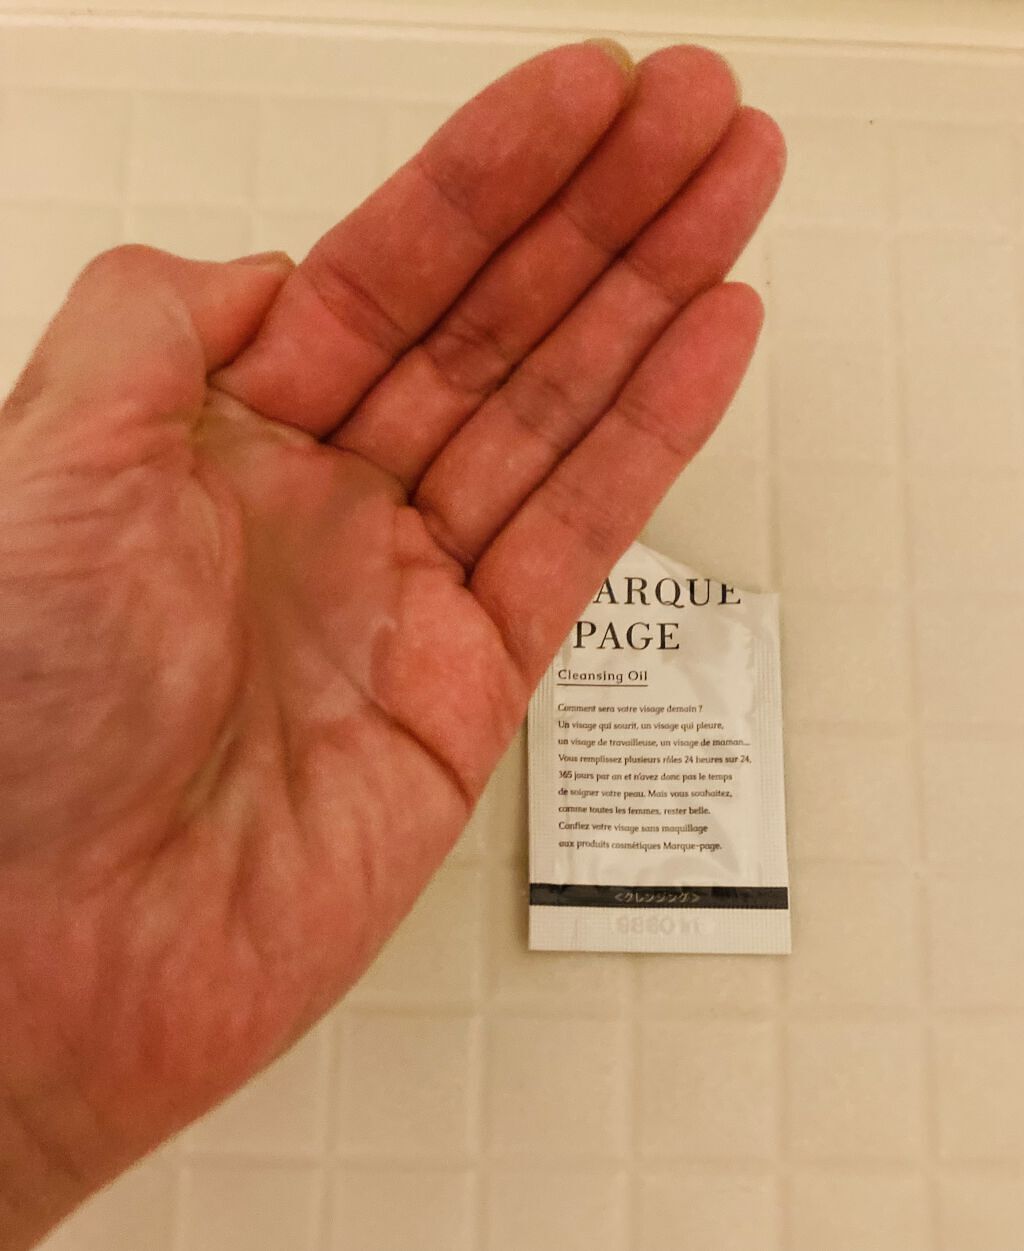 ARQUE
PAGE
Cleansing Oil
Comment sera votre visage demain ?
Un visage qui sourit, un visage qui pleure,
un visage de travailleuse, un visage de maman...
Vous remplissez plusieurs rôles 24 heures sur 24,
365 jours par an et n'avez donc pas le temps
de soigner votre peau. Mais vous souhaitez,
comme toutes les femmes, rester belle.
Confiez votre visage sans maquillage
aux produits cosmétiques Marque-page.
<クレンジング>